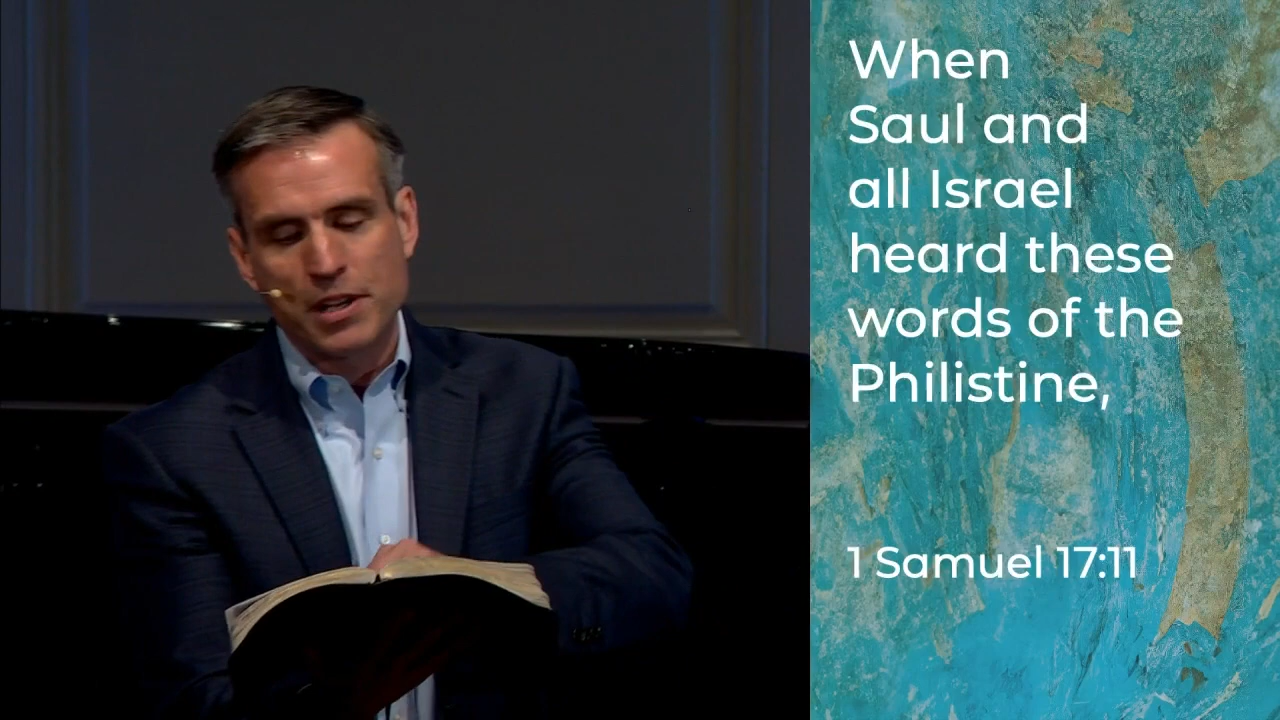 When
Saul and
all Israel
heard these
words of the
Philistine,
1 Samuel 17:11